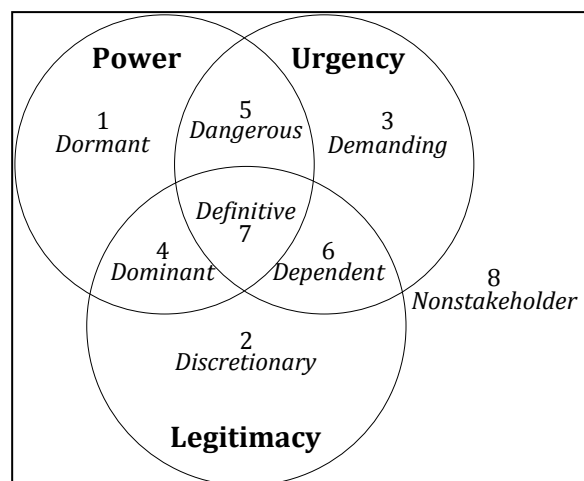 Power
Urgency
1
Dormant
5
Dangerous
3
Demanding
Definitive
7
4
Dominant
6
Dependent
8
Nonstakeholder
2
Discretionary
Legitimacy